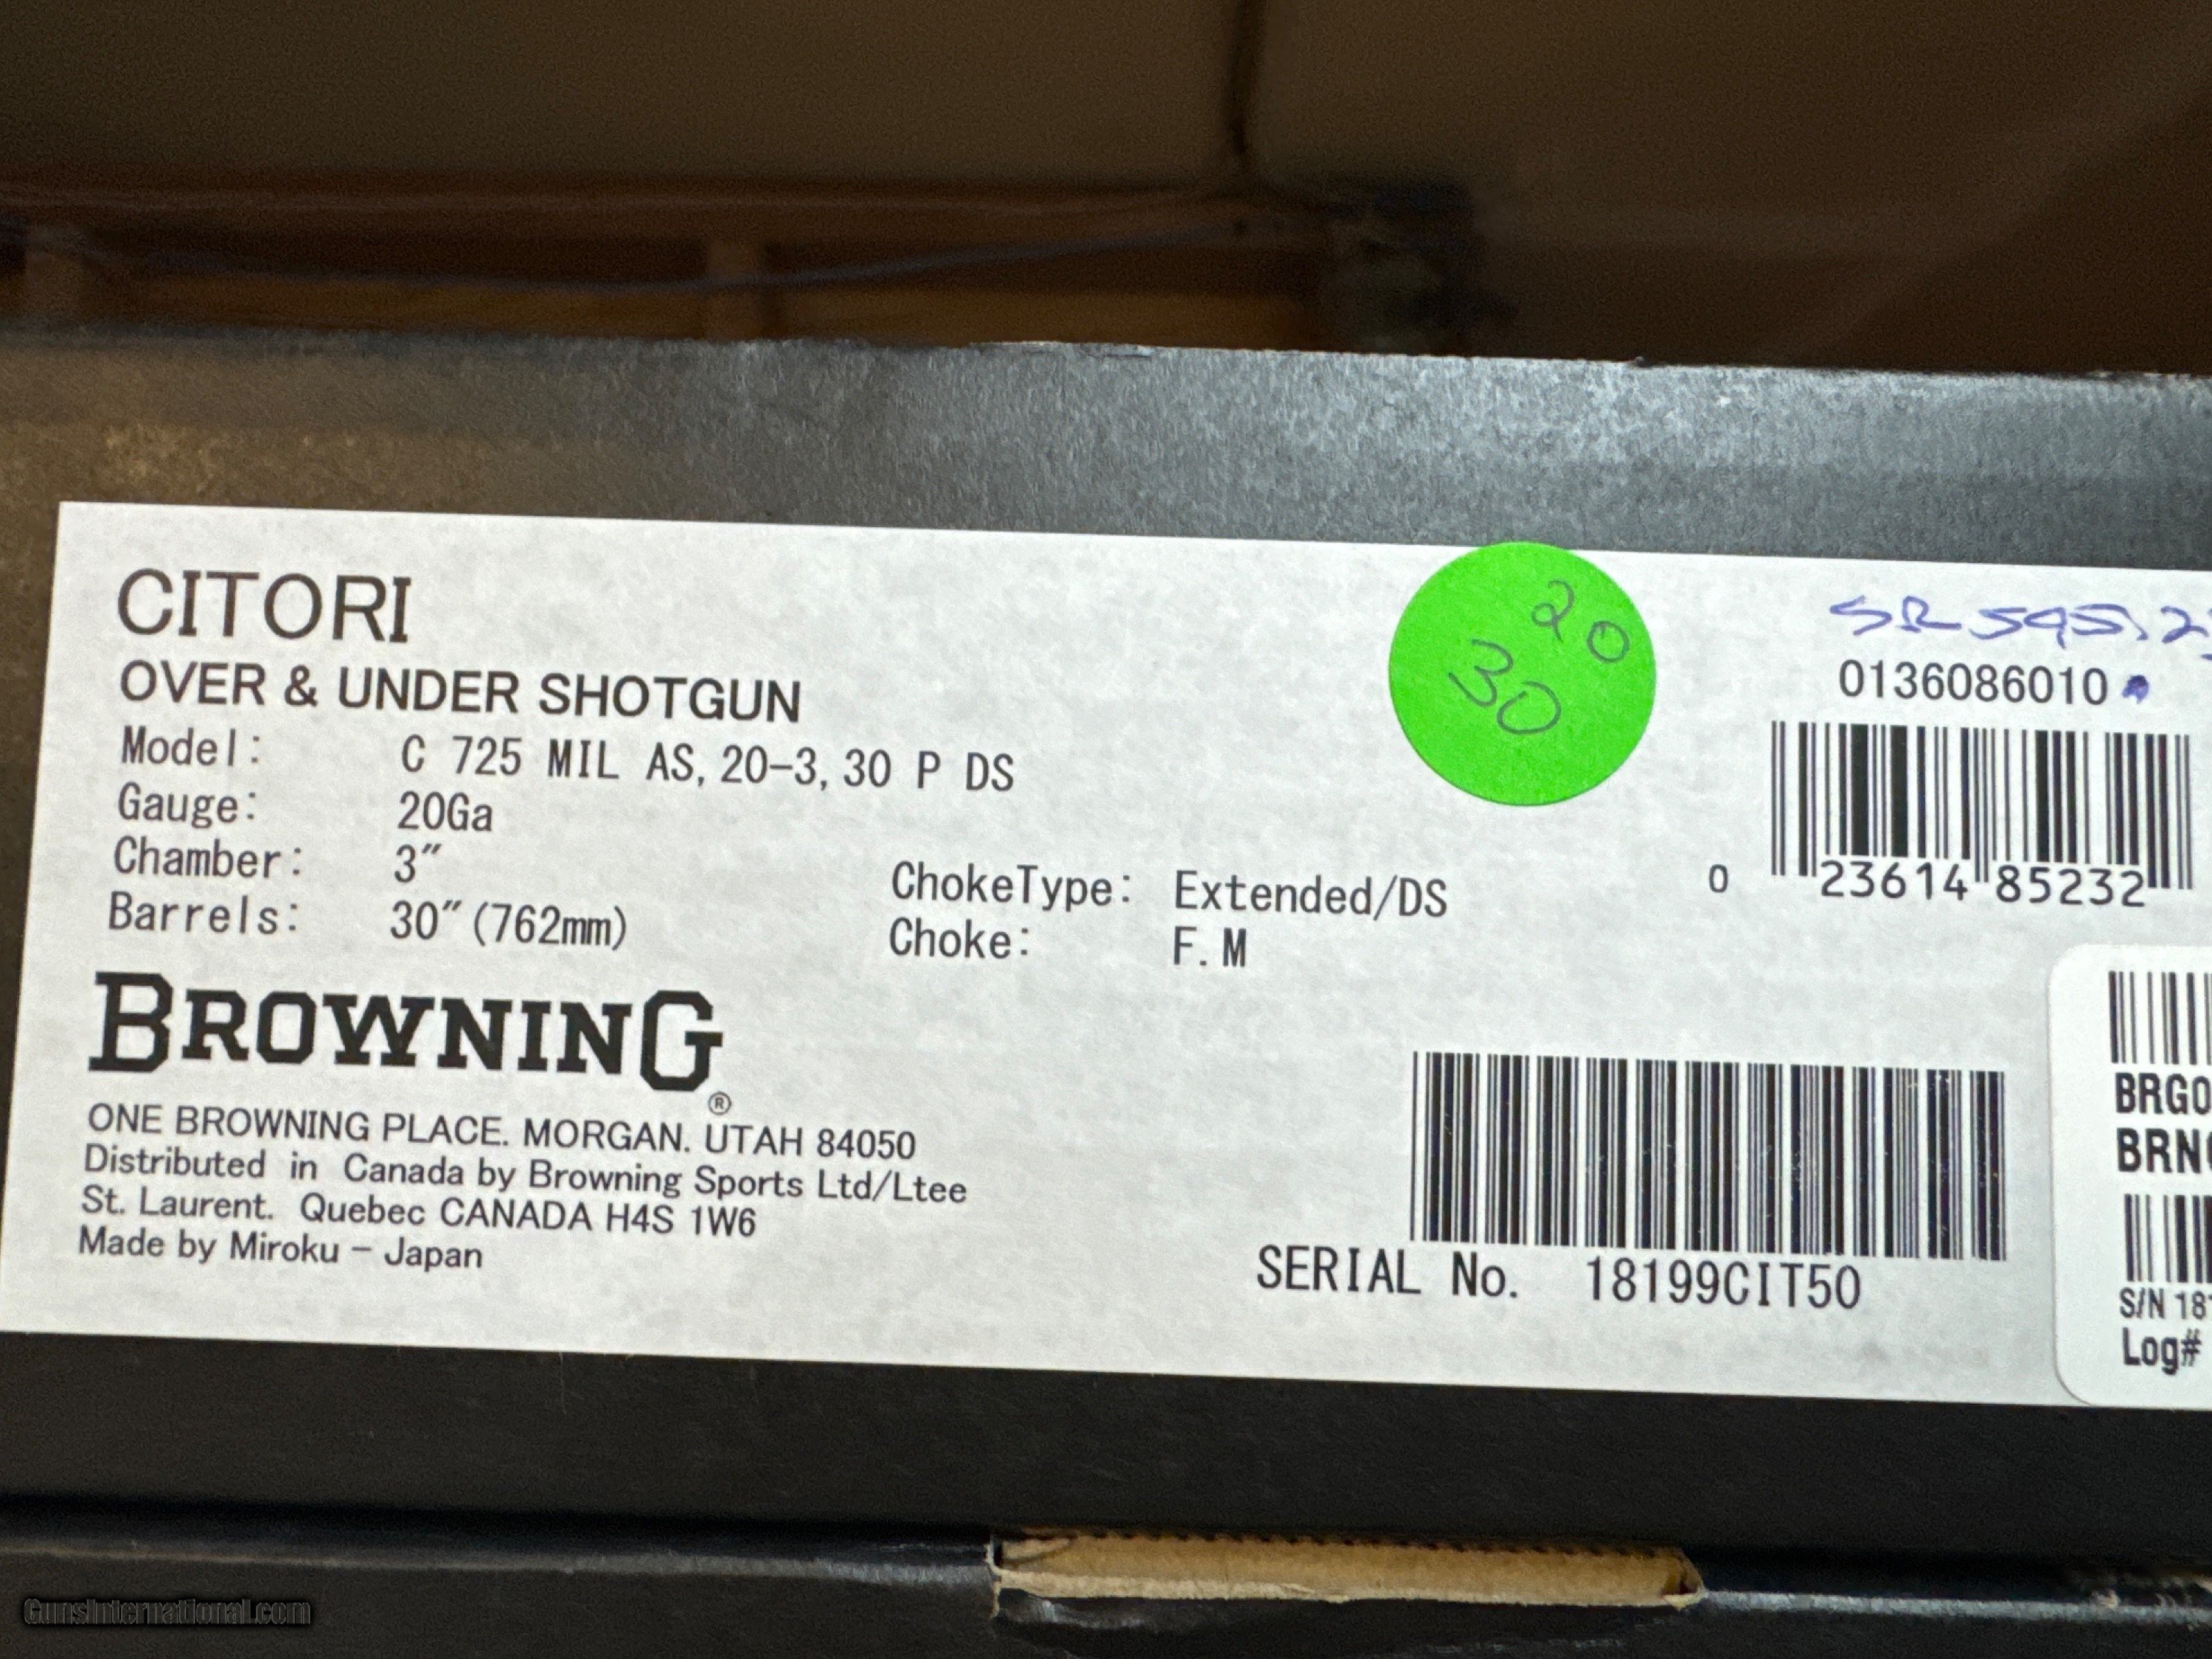 CITORI
OVER & UNDER SHOTGUN
Model: C 725 MIL AS, 20-3, 30 P DS
Gauge: 20Ga
Chamber: 3"
Barrels: 30" (762mm)
ChokeType: Extended/DS
Choke: F. M
20
30
0136086010
0 23614 85232
BROWNING®
ONE BROWNING PLACE. MORGAN. UTAH 84050
Distributed in Canada by Browning Sports Ltd/Ltee
St. Laurent. Quebec CANADA H4S 1W6
Made by Miroku - Japan
SERIAL No. 18199CIT50
BRGO
BRN
S/N 18
Log#
GunsInternational.com